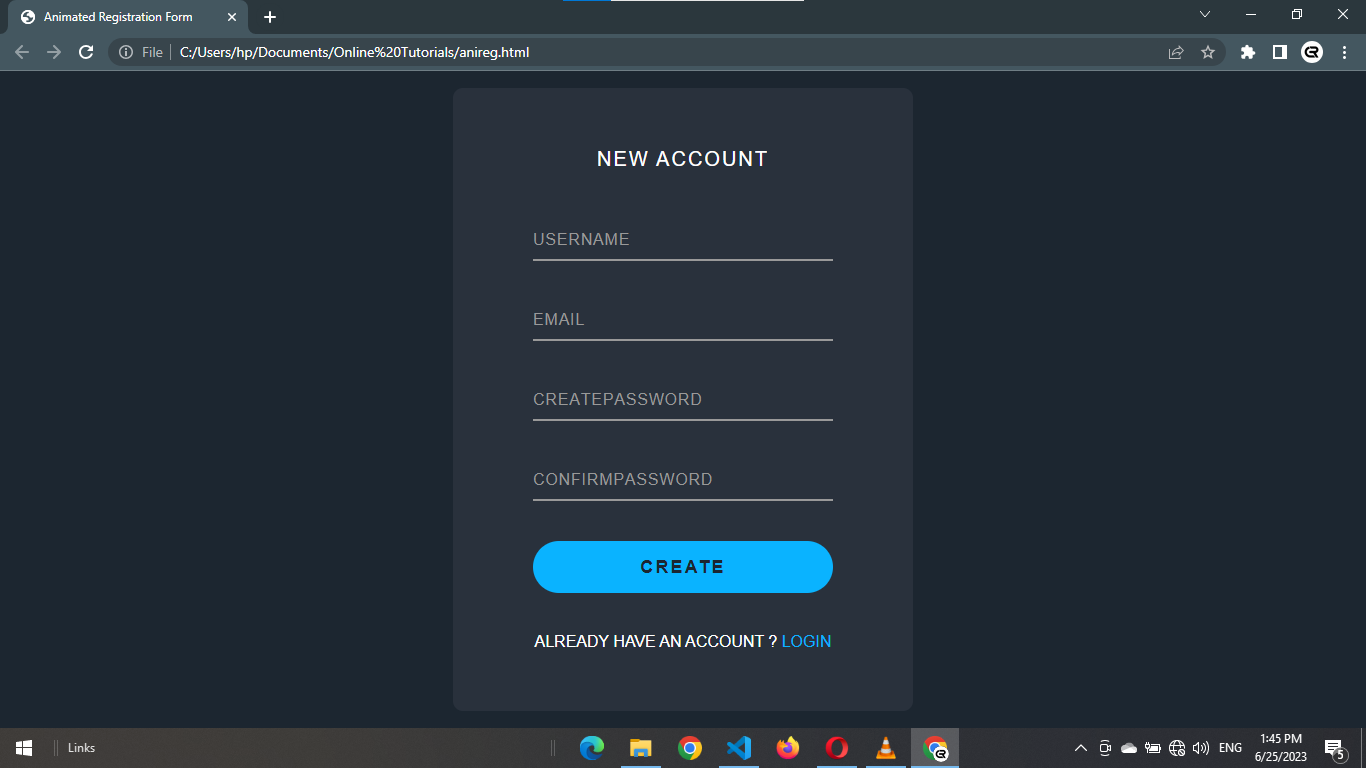 Animated Registration Form
File
C:/Users/hp/Documents/Online%20Tutorials/anireg.html
NEW ACCOUNT
USERNAME
EMAIL
CREATEPASSWORD
CONFIRMPASSWORD
CREATE
ALREADY HAVE AN ACCOUNT ? LOGIN
Links
ENG
1:45 PM
6/25/2023
5